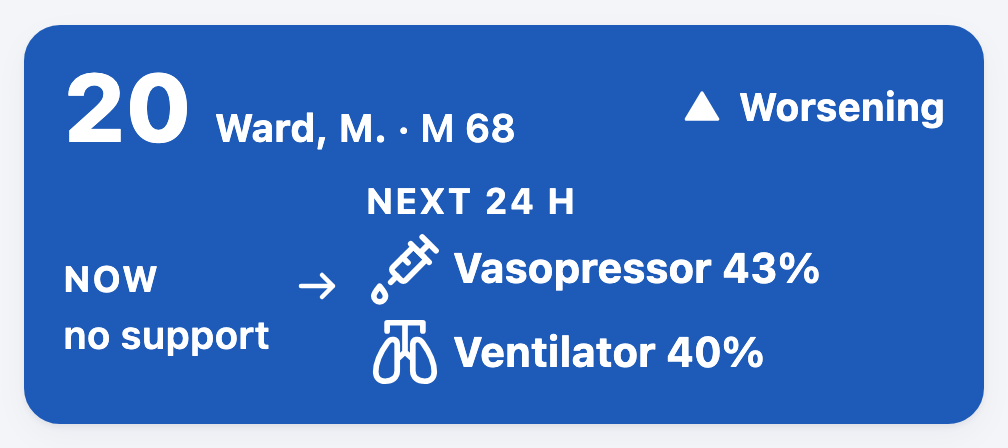 20 Ward, M. · M 68
▲ Worsening
NEXT 24 H
NOW
no support
→
Vasopressor 43%
Ventilator 40%